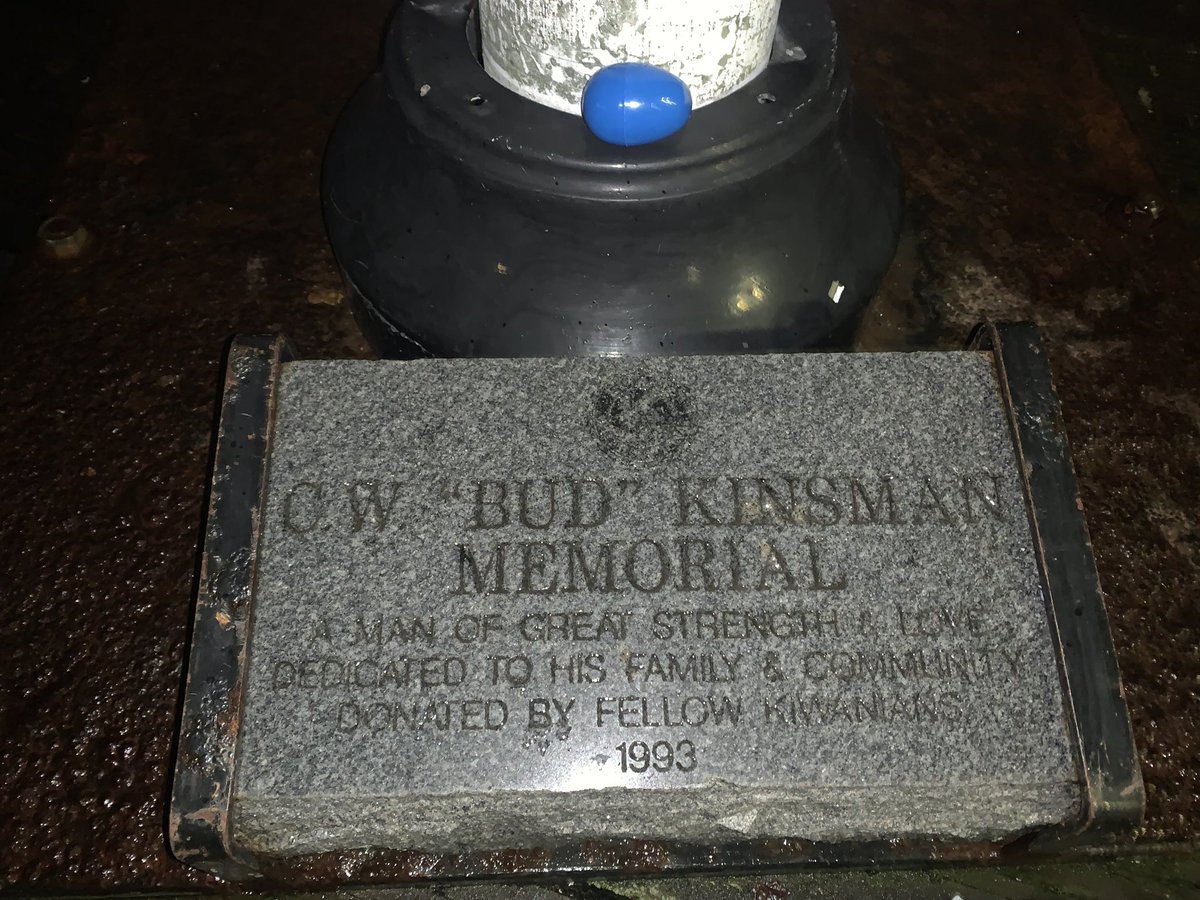 C.W. "BUD" KINSMAN
MEMORIAL
A MAN OF GREAT STRENGTH & LOVE
DEDICATED TO HIS FAMILY & COMMUNITY
DONATED BY FELLOW KIWANIANS
1993